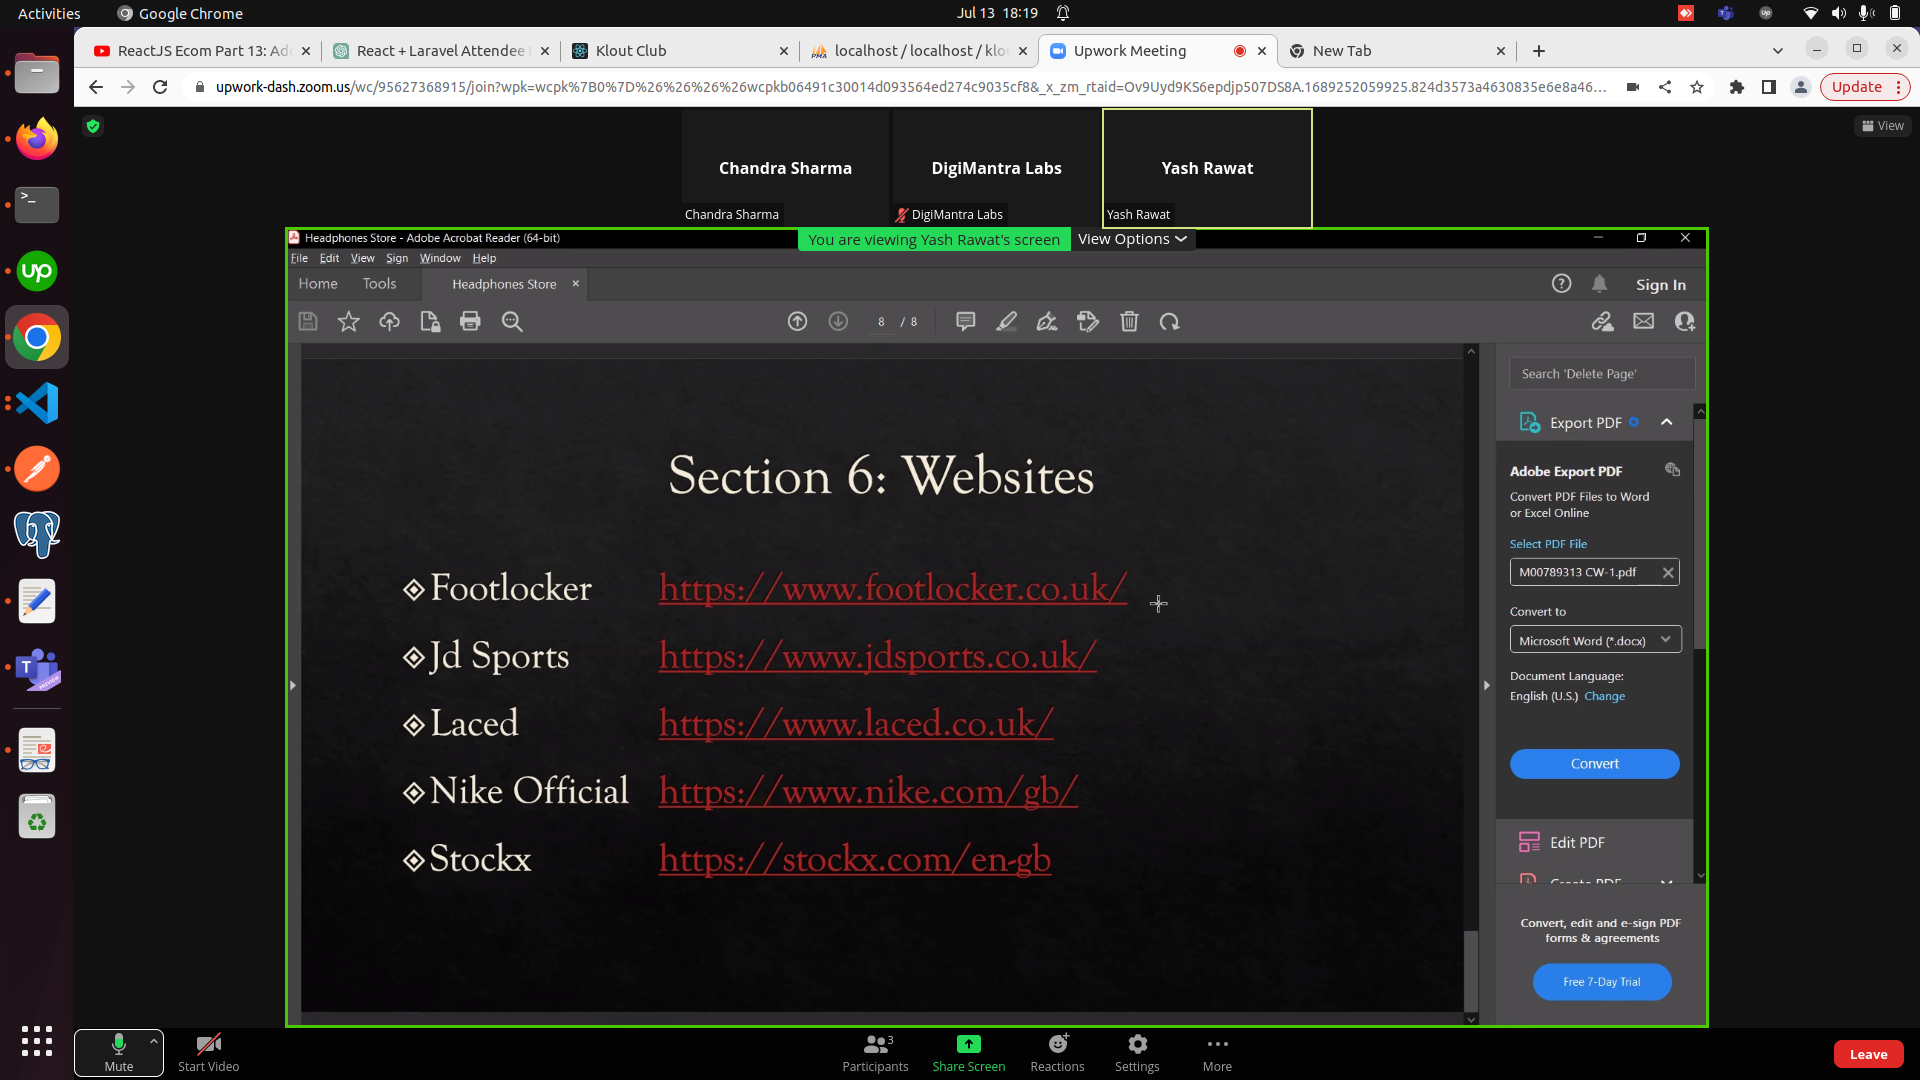 Activities
Google Chrome
Jul 13 18:19
ReactJS Ecom Part 13: Ad
React + Laravel Attendee
Klout Club
localhost / localhost / klo
Upwork Meeting
New Tab
upwork-dash.zoom.us/wc/95627368915/join?wpk=wcpk%7B0%7D%26%26%26%26%26wcpkb06491c30014d093564ed274c9035cf8&_x_zm_rtaid=Ov9Uyd9KS6epdjp507DS8A.1689252059925.824d3573a4630835e6e8a46...
Update
View
Chandra Sharma
DigiMantra Labs
Yash Rawat
Chandra Sharma
DigiMantra Labs
Yash Rawat
Headphones Store - Adobe Acrobat Reader (64-bit)
You are viewing Yash Rawat's screen
View Options
File Edit View Sign Window Help
Home
Tools
Headphones Store
Sign In
8 / 8
Search 'Delete Page'
Export PDF
Adobe Export PDF
Convert PDF Files to Word
or Excel Online
Select PDF File
M00789313 CW-1.pdf
Convert to
Microsoft Word (*.docx)
Document Language:
English (U.S.) Change
Convert
Edit PDF
Create PDF
Convert, edit and e-sign PDF
forms & agreements
Free 7-Day Trial
Section 6: Websites
Footlocker https://www.footlocker.co.uk/
Jd Sports https://www.jdsports.co.uk/
Laced https://www.laced.co.uk/
Nike Official https://www.nike.com/gb/
Stockx https://stockx.com/en-gb
Mute
Start Video
Participants
3
Share Screen
Reactions
Settings
More
Leave